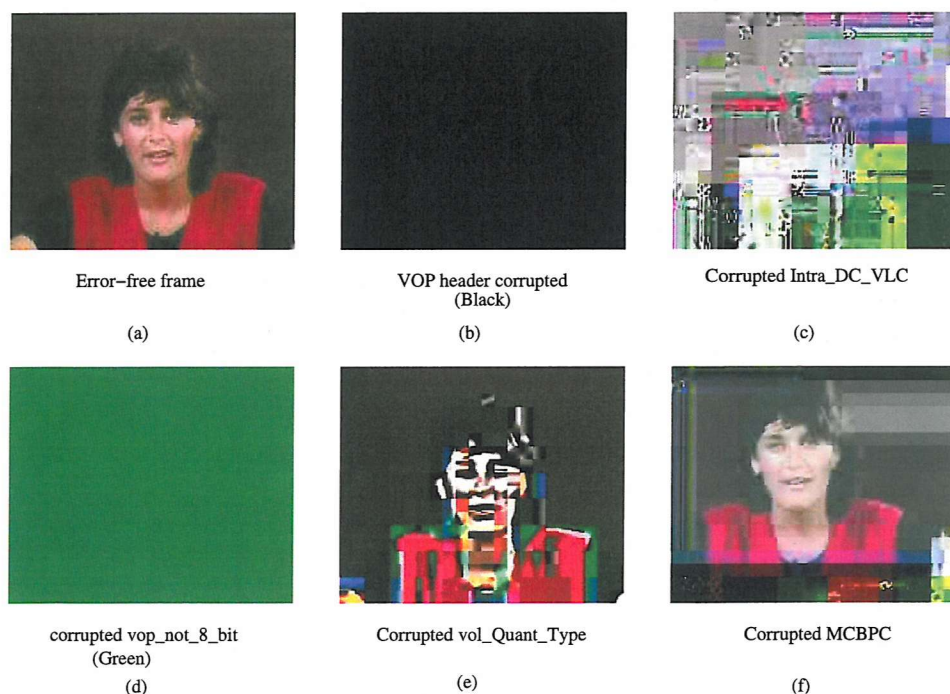 Error-free frame
(a)
VOP header corrupted
(Black)
(b)
Corrupted Intra_DC_VLC
(c)
corrupted vop_not_8_bit
(Green)
(d)
Corrupted vol_Quant_Type
(e)
Corrupted MCBPC
(f)